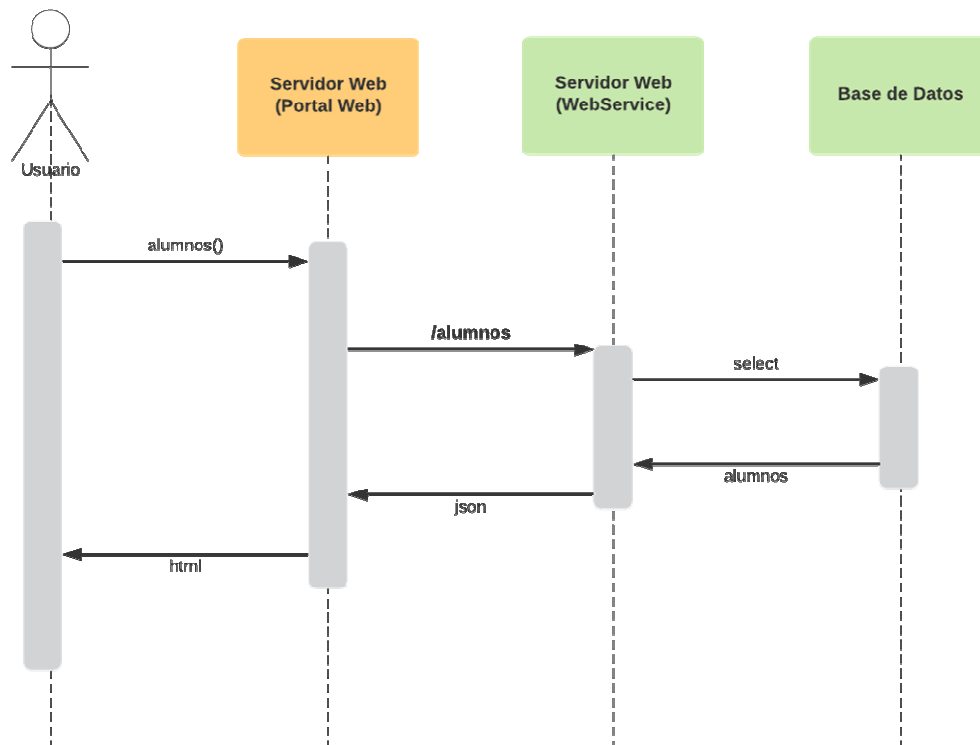 Usuario
Servidor Web
(Portal Web)
Servidor Web
(WebService)
Base de Datos
alumnos()
/alumnos
select
alumnos
json
html